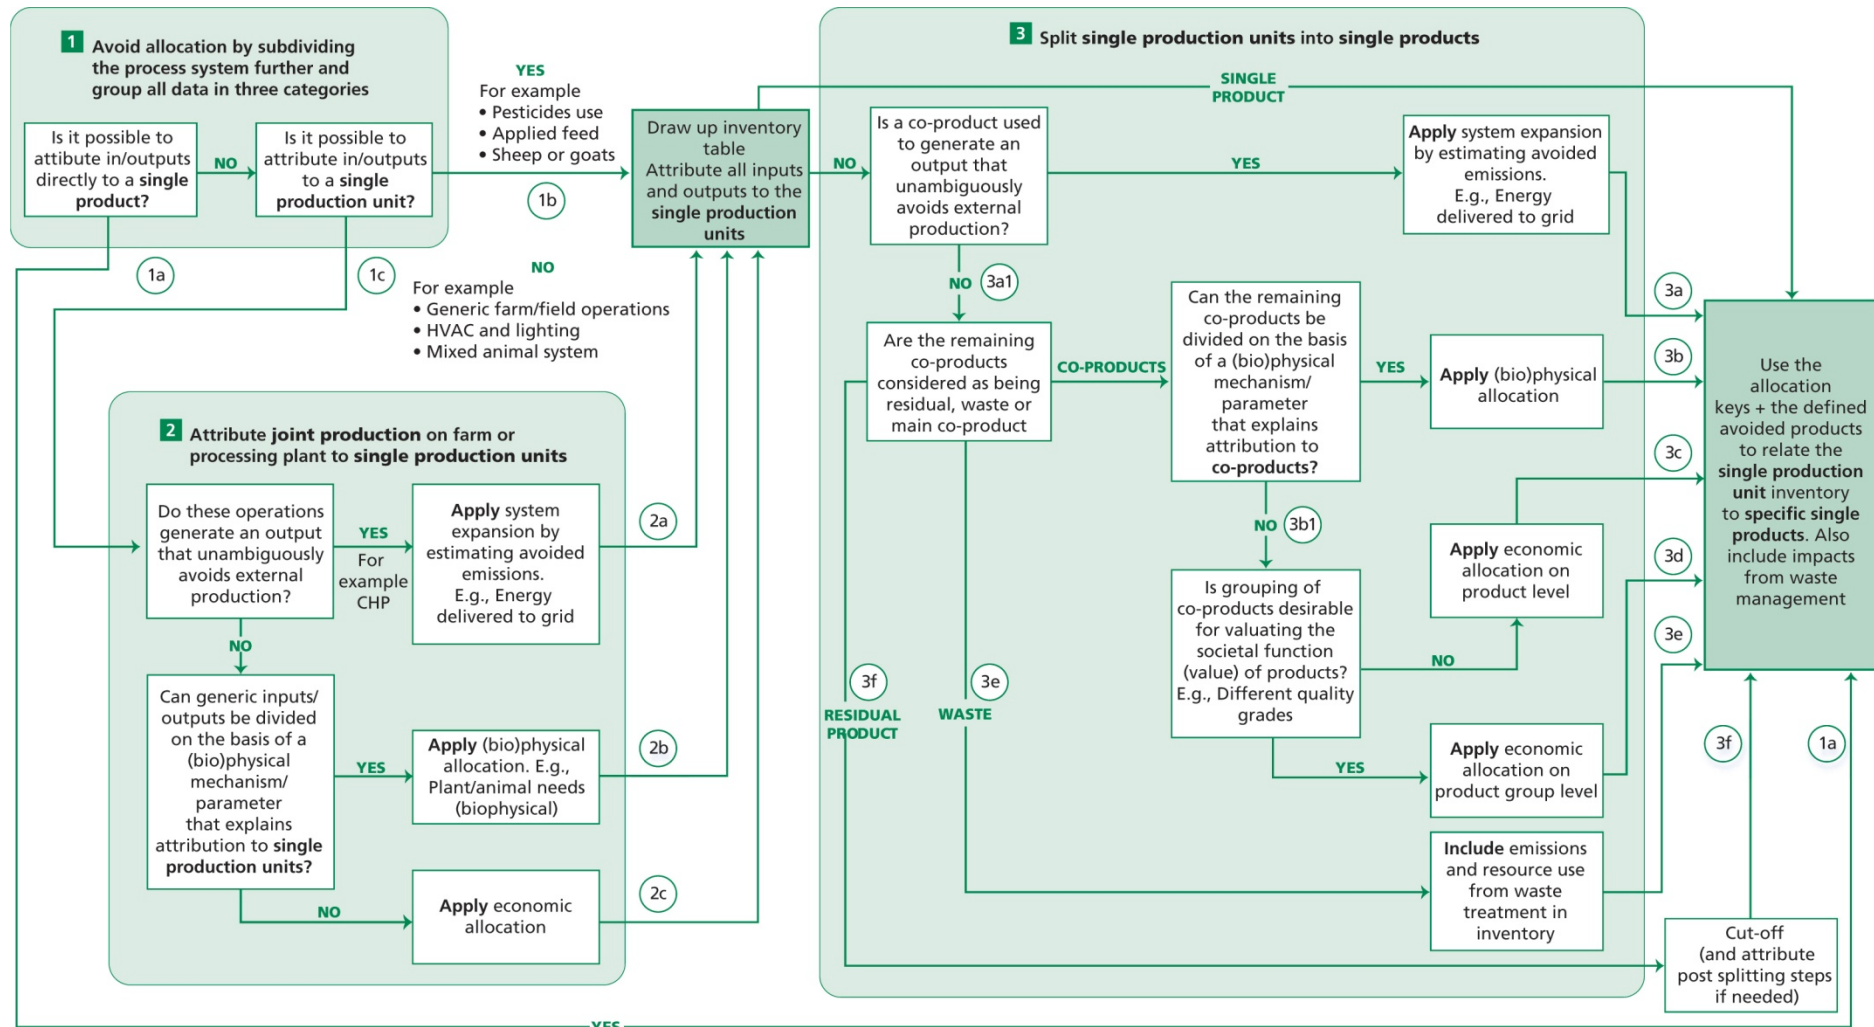 1 Avoid allocation by subdividing
the process system further and
group all data in three categories
Is it possible to
attibute in/outputs
directly to a single
product?
NO
Is it possible to
attribute in/outputs
to a single
production unit?
YES
For example
• Pesticides use
• Applied feed
• Sheep or goats
1b
1a
1c
NO
For example
• Generic farm/field operations
• HVAC and lighting
• Mixed animal system
Draw up inventory
table
Attribute all inputs
and outputs to the
single production
units
2 Attribute joint production on farm or
processing plant to single production units
Do these operations
generate an output
that unambiguously
avoids external
production?
YES
For
example
CHP
Apply system
expansion by
estimating avoided
emissions.
E.g., Energy
delivered to grid
2a
NO
Can generic inputs/
outputs be divided
on the basis of a
(bio)physical
mechanism/
parameter
that explains
attribution to single
production units?
YES
Apply (bio)physical
allocation. E.g.,
Plant/animal needs
(biophysical)
2b
NO
Apply economic
allocation
2c
3 Split single production units into single products
SINGLE
PRODUCT
NO
Is a co-product used
to generate an
output that
unambiguously
avoids external
production?
YES
Apply system expansion
by estimating avoided
emissions.
E.g., Energy
delivered to grid
3a
NO
3a1
Are the remaining
co-products
considered as being
residual, waste or
main co-product
CO-PRODUCTS
Can the remaining
co-products be
divided on the basis
of a (bio)physical
mechanism/
parameter
that explains
attribution to
co-products?
YES
Apply (bio)physical
allocation
3b
NO
3b1
Is grouping of
co-products desirable
for valuating the
societal function
(value) of products?
E.g., Different quality
grades
NO
Apply economic
allocation on
product level
3c
YES
Apply economic
allocation on
product group level
3d
3f
RESIDUAL
PRODUCT
3e
WASTE
Include emissions
and resource use
from waste
treatment in
inventory
3e
Cut-off
(and attribute
post splitting steps
if needed)
3f
1a
Use the
allocation
keys + the defined
avoided products
to relate the
single production
unit inventory
to specific single
products. Also
include impacts
from waste
management
YES